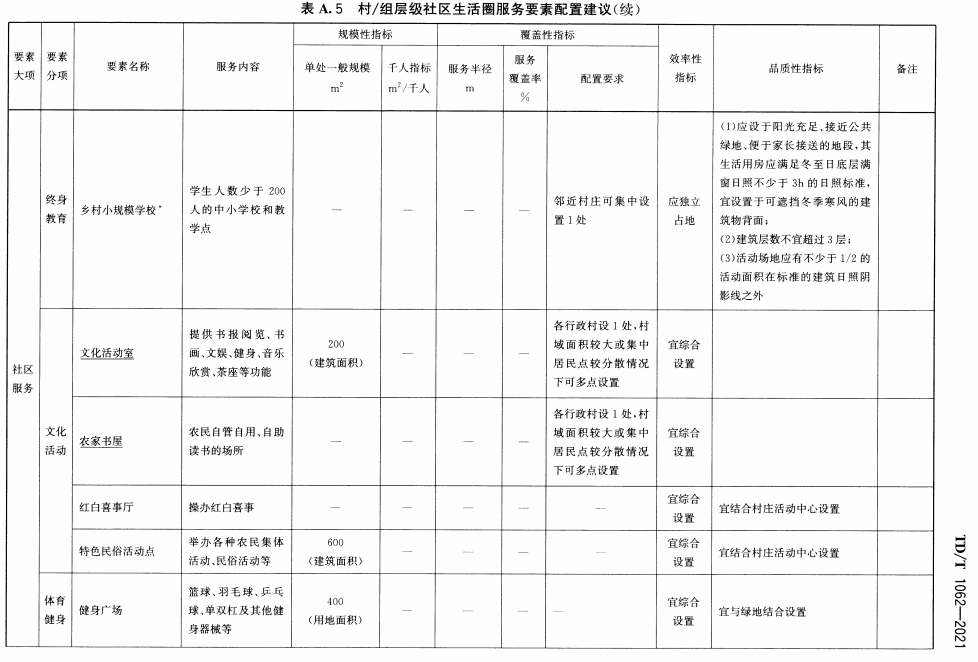 表 A.5 村/组层级社区生活圈服务要素配置建议(续)
要素大项
要素分项
要素名称
服务内容
规模性指标
单处一般规模
m²
千人指标
m²/千人
覆盖性指标
服务半径
m
服务
覆盖率
%
配置要求
效率性
指标
品质性指标
备注
社区
服务
终身
教育
乡村小规模学校*
学生人数少于 200
人的中小学校和教
学点
—
—
—
—
邻近村庄可集中设
置 1 处
应独立
占地
(1)应设于阳光充足、接近公共
绿地、便于家长接送的地段,其
生活用房应满足冬至日底层满
窗日照不少于 3h 的日照标准,
宜设置于可遮挡冬季寒风的建
筑物背面;
(2)建筑层数不宜超过 3 层;
(3)活动场地应有不少于 1/2 的
活动面积在标准的建筑日照阴
影线之外
文化
活动
文化活动室
提供书报阅览、书
画、文娱、健身、音乐
欣赏、茶座等功能
200
(建筑面积)
—
—
—
各行政村设 1 处,村
域面积较大或集中
居民点较分散情况
下可多点设置
宜综合
设置
农家书屋
农民自管自用、自助
读书的场所
—
—
—
—
各行政村设 1 处,村
域面积较大或集中
居民点较分散情况
下可多点设置
宜综合
设置
红白喜事厅
操办红白喜事
—
—
—
—
—
宜综合
设置
宜结合村庄活动中心设置
特色民俗活动点
举办各种农民集体
活动、民俗活动等
600
(建筑面积)
—
—
—
—
宜综合
设置
宜结合村庄活动中心设置
体育
健身
健身广场
篮球、羽毛球、乒乓
球、单双杠及其他健
身器械等
400
(用地面积)
—
—
—
—
宜综合
设置
宜与绿地结合设置
TD/T 1062—2021